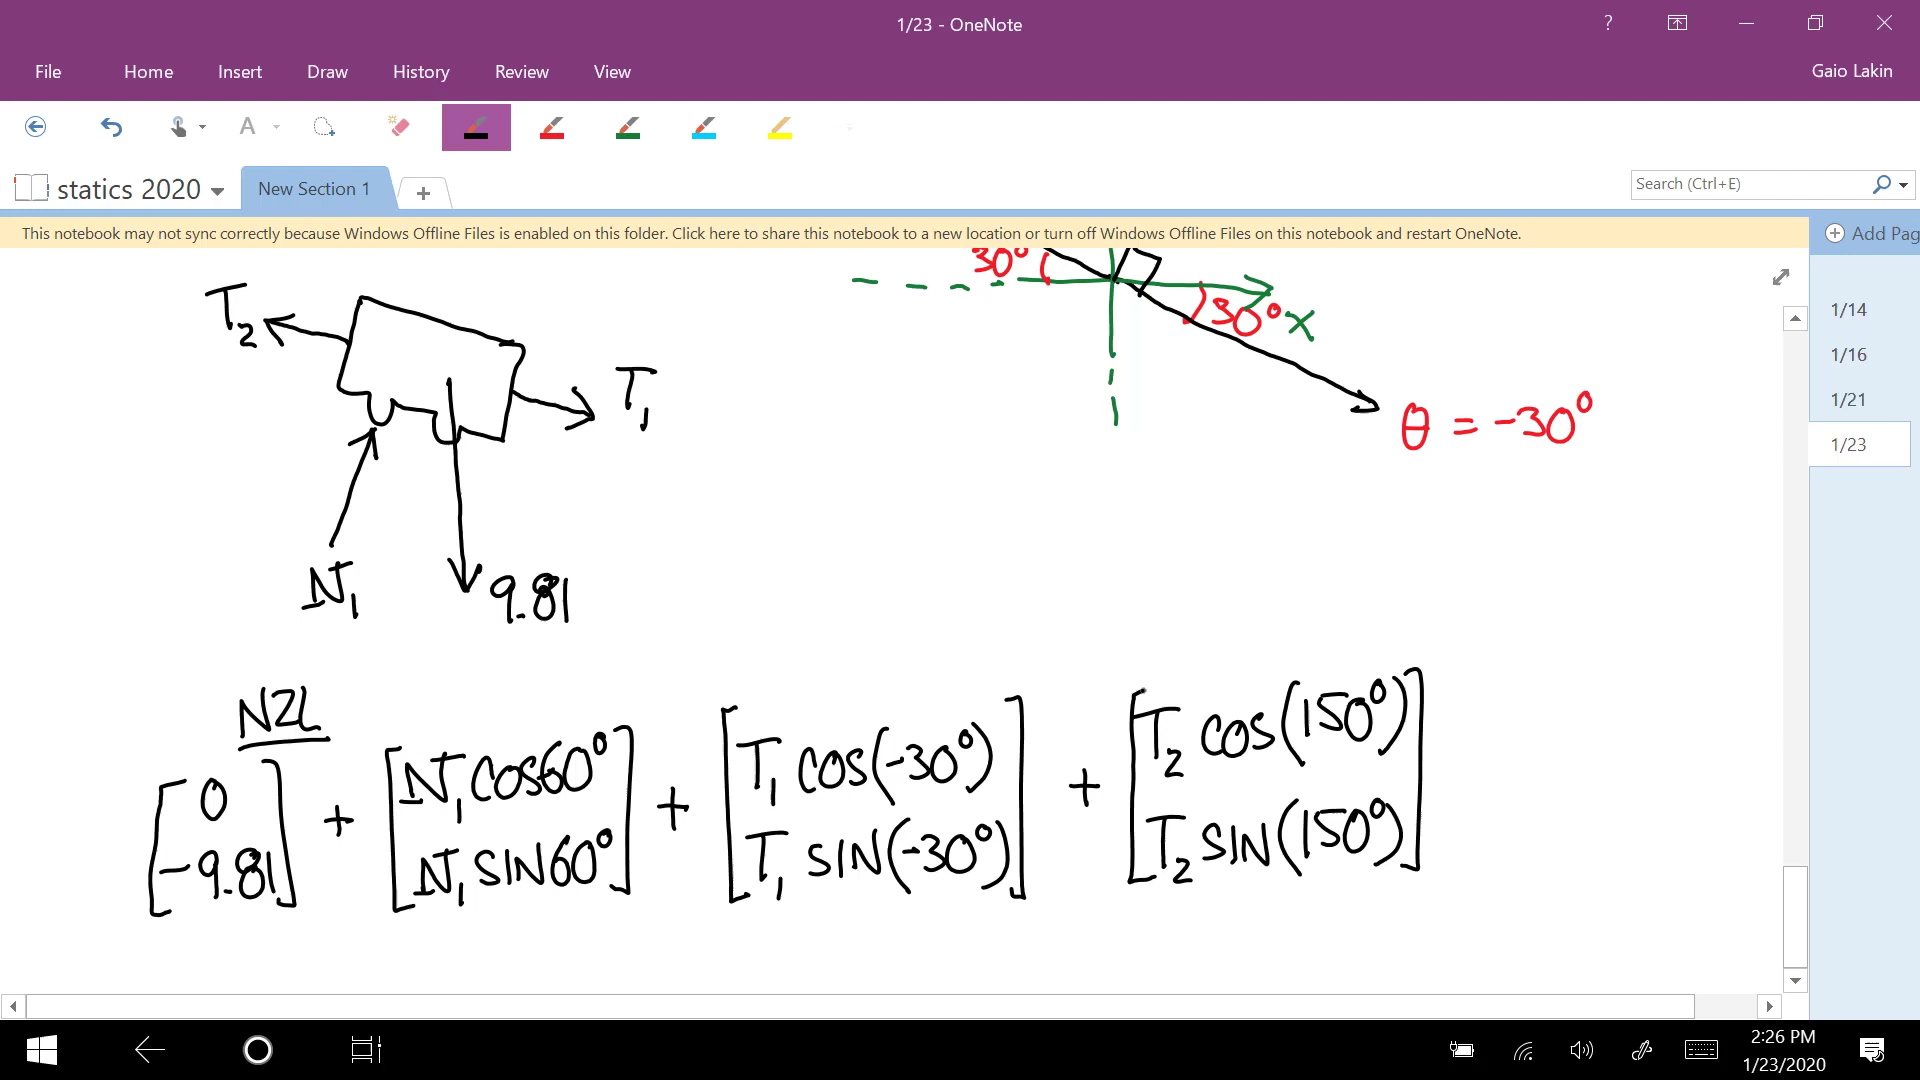 1/23 - OneNote
?
File Home Insert Draw History Review View
Gaio Lakin
A
statics 2020
New Section 1
+
Search (Ctrl+E)
This notebook may not sync correctly because Windows Offline Files is enabled on this folder. Click here to share this notebook to a new location or turn off Windows Offline Files on this notebook and restart OneNote.
Add Pag
1/14
1/16
1/21
1/23
30°
30° x
θ = -30°
T2
T1
N1
9.81
N2L
[0 -9.81] + [N1 cos60° N1 SIN60°] + [T1 cos(-30°) T1 SIN(-30°)] + [T2 cos(150°) T2 SIN(150°)]
2:26 PM
1/23/2020